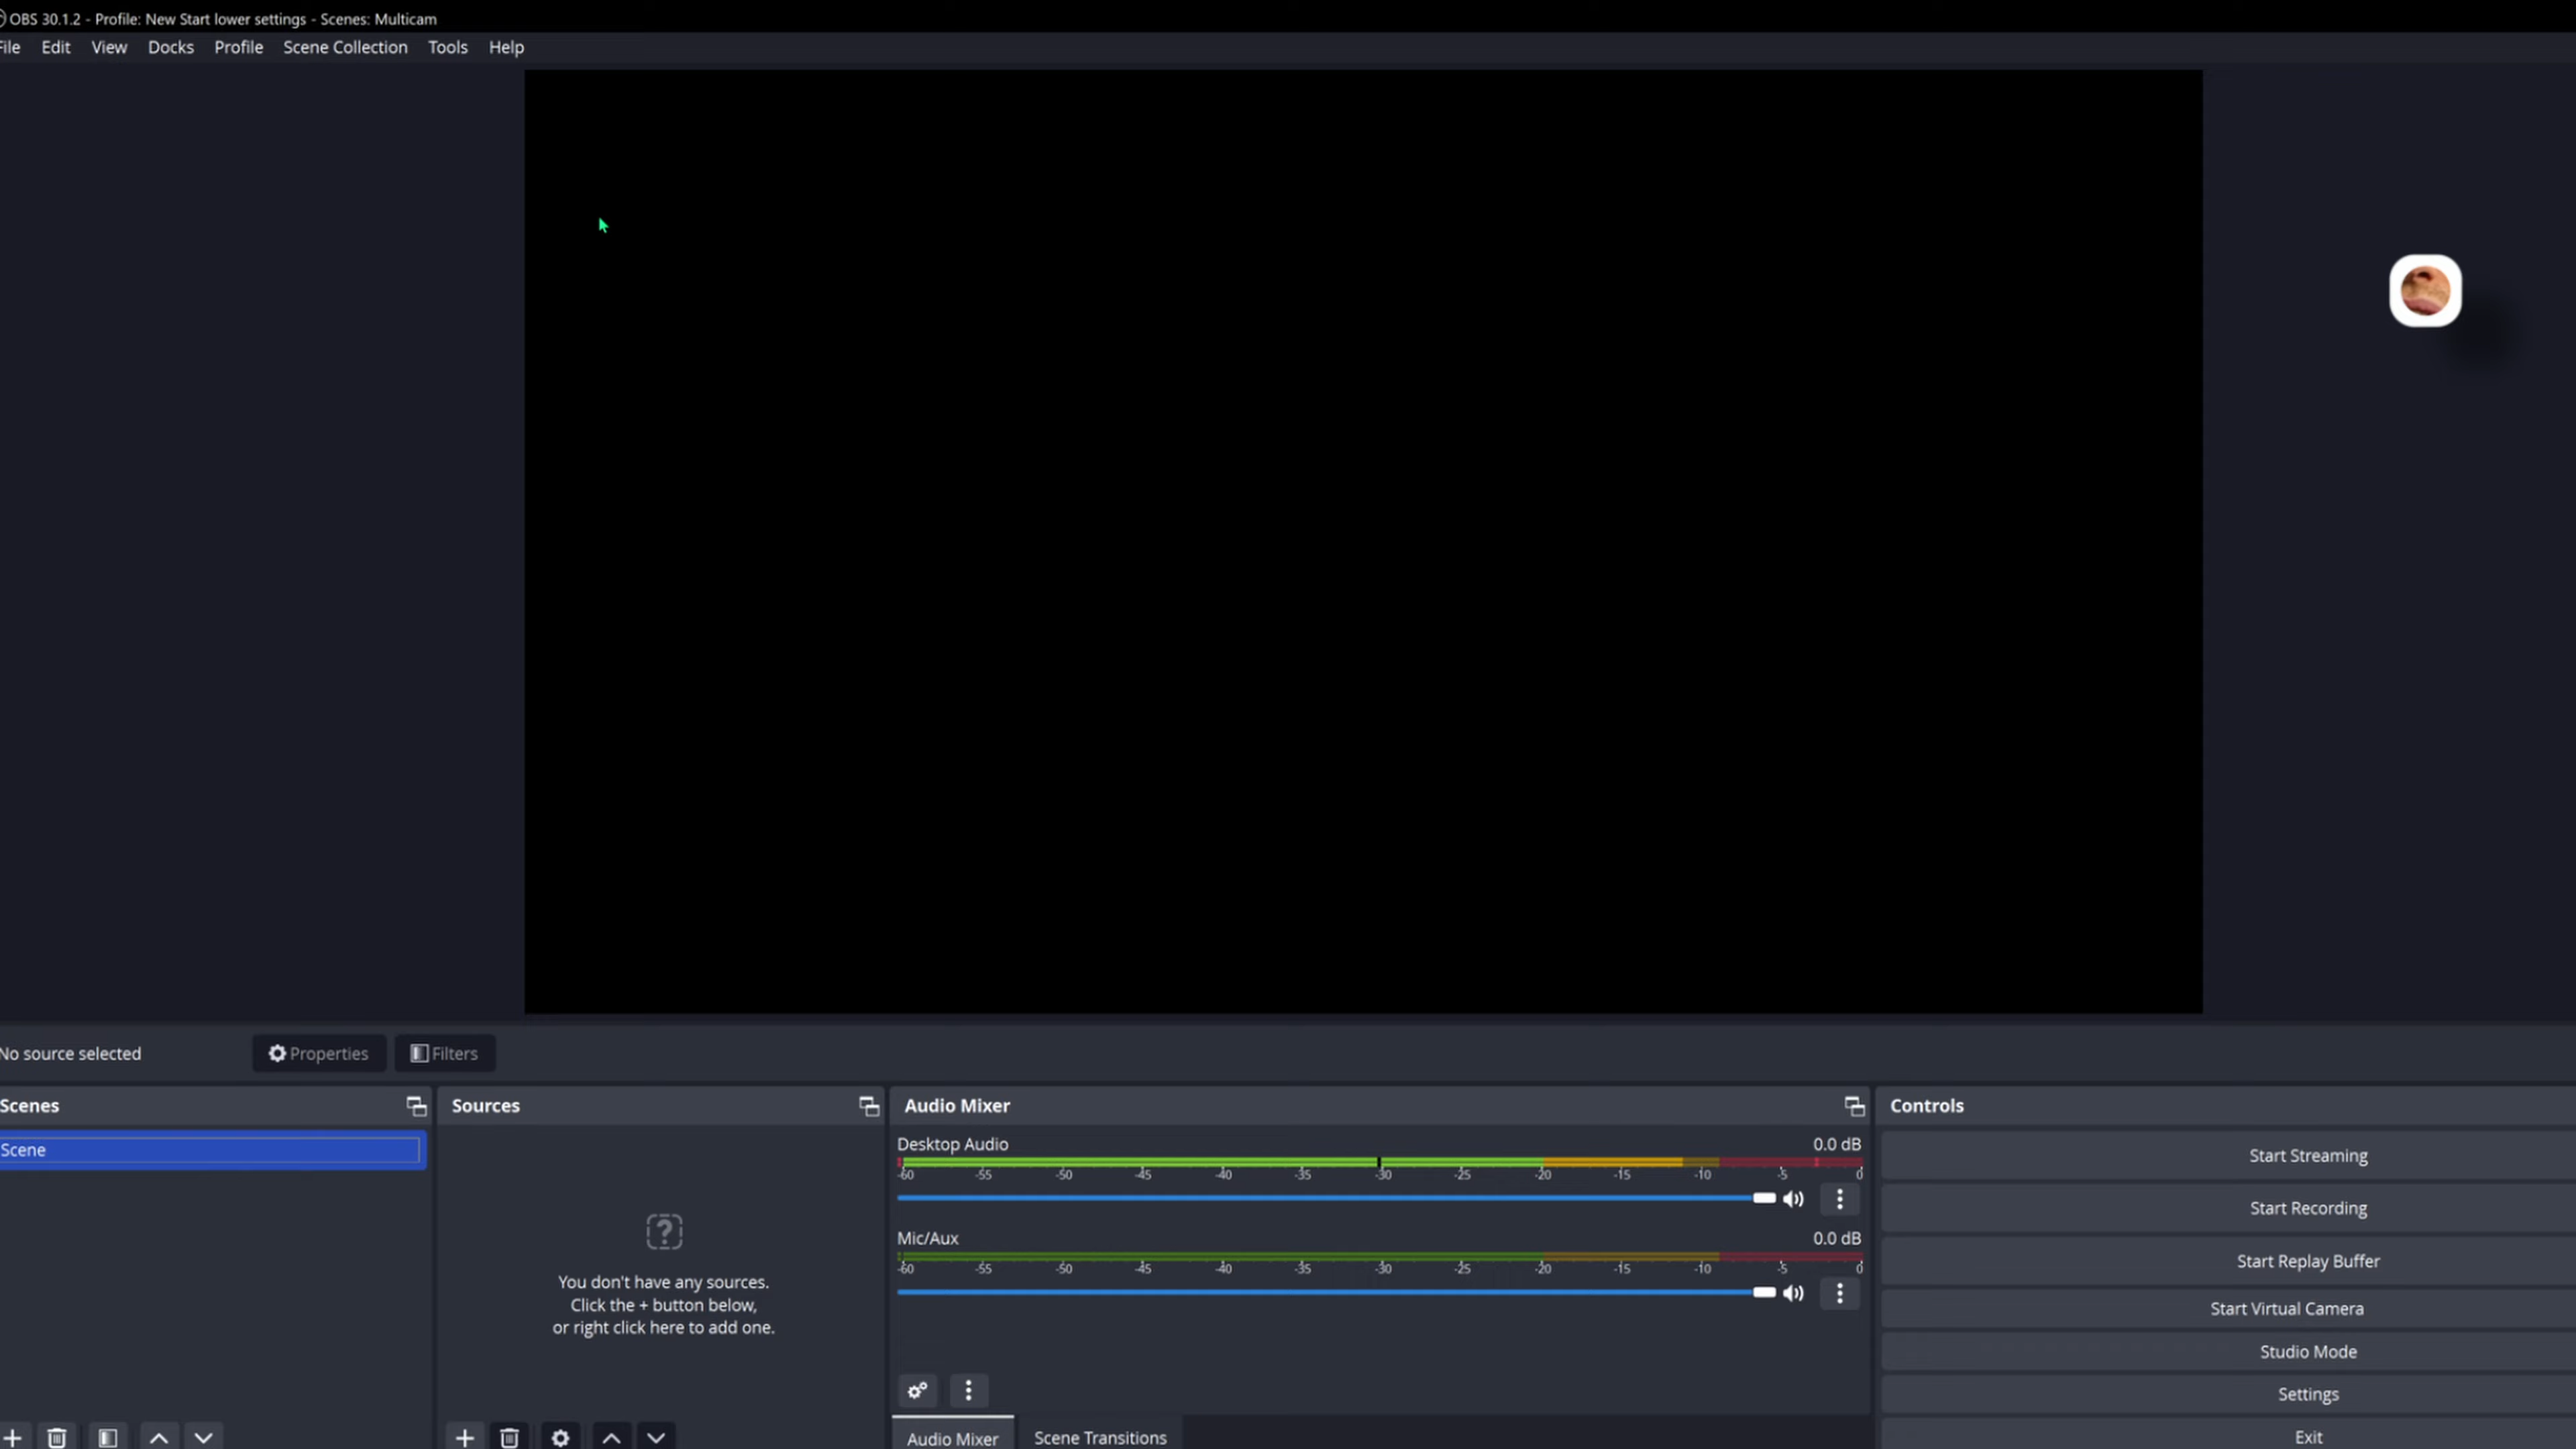 OBS 30.1.2 - Profile: New Start lower settings - Scenes: Multicam
File Edit View Docks Profile Scene Collection Tools Help
No source selected Properties Filters
Scenes
Scene
Sources
You don't have any sources.
Click the + button below,
or right click here to add one.
Audio Mixer
Desktop Audio 0.0 dB
-60 -55 -50 -45 -40 -35 -30 -25 -20 -15 -10 -5 0
Mic/Aux 0.0 dB
-60 -55 -50 -45 -40 -35 -30 -25 -20 -15 -10 -5 0
Audio Mixer Scene Transitions
Controls
Start Streaming
Start Recording
Start Replay Buffer
Start Virtual Camera
Studio Mode
Settings
Exit